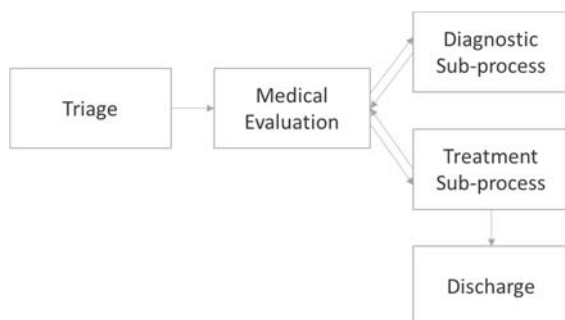 Triage
Medical
Evaluation
Diagnostic
Sub-process
Treatment
Sub-process
Discharge